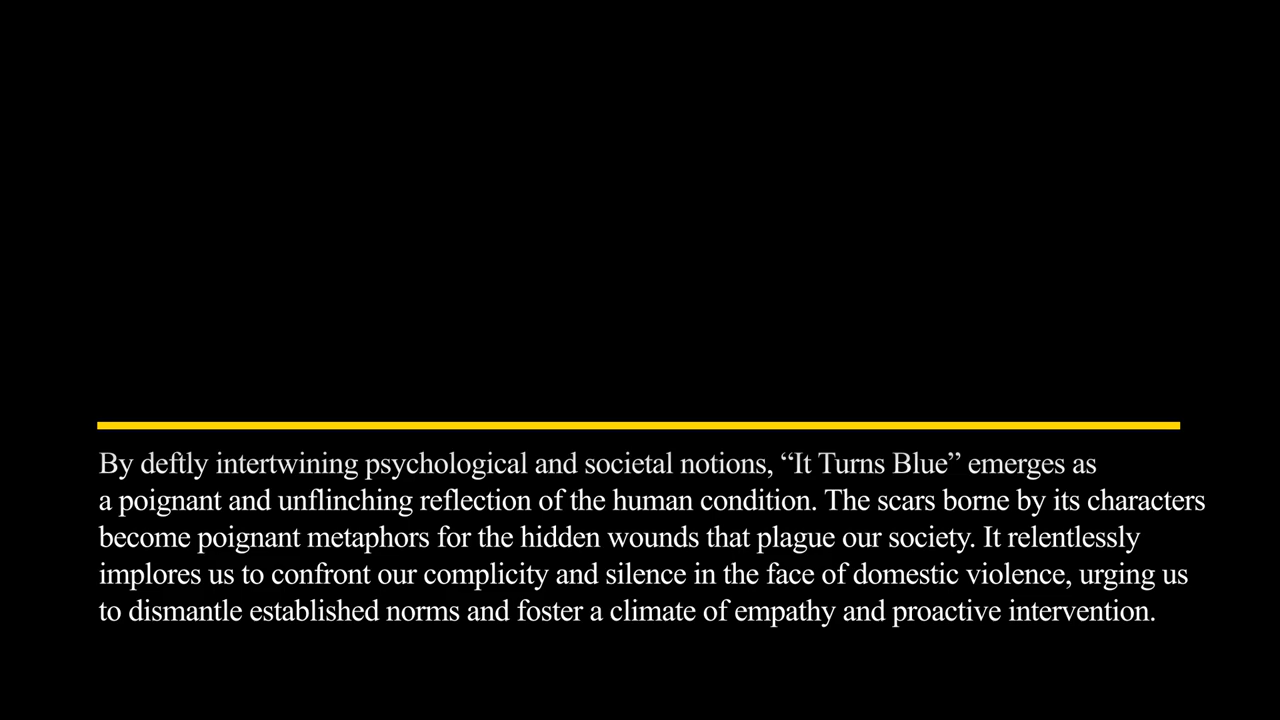 By deftly intertwining psychological and societal notions, “It Turns Blue” emerges as
a poignant and unflinching reflection of the human condition. The scars borne by its characters
become poignant metaphors for the hidden wounds that plague our society. It relentlessly
implores us to confront our complicity and silence in the face of domestic violence, urging us
to dismantle established norms and foster a climate of empathy and proactive intervention.